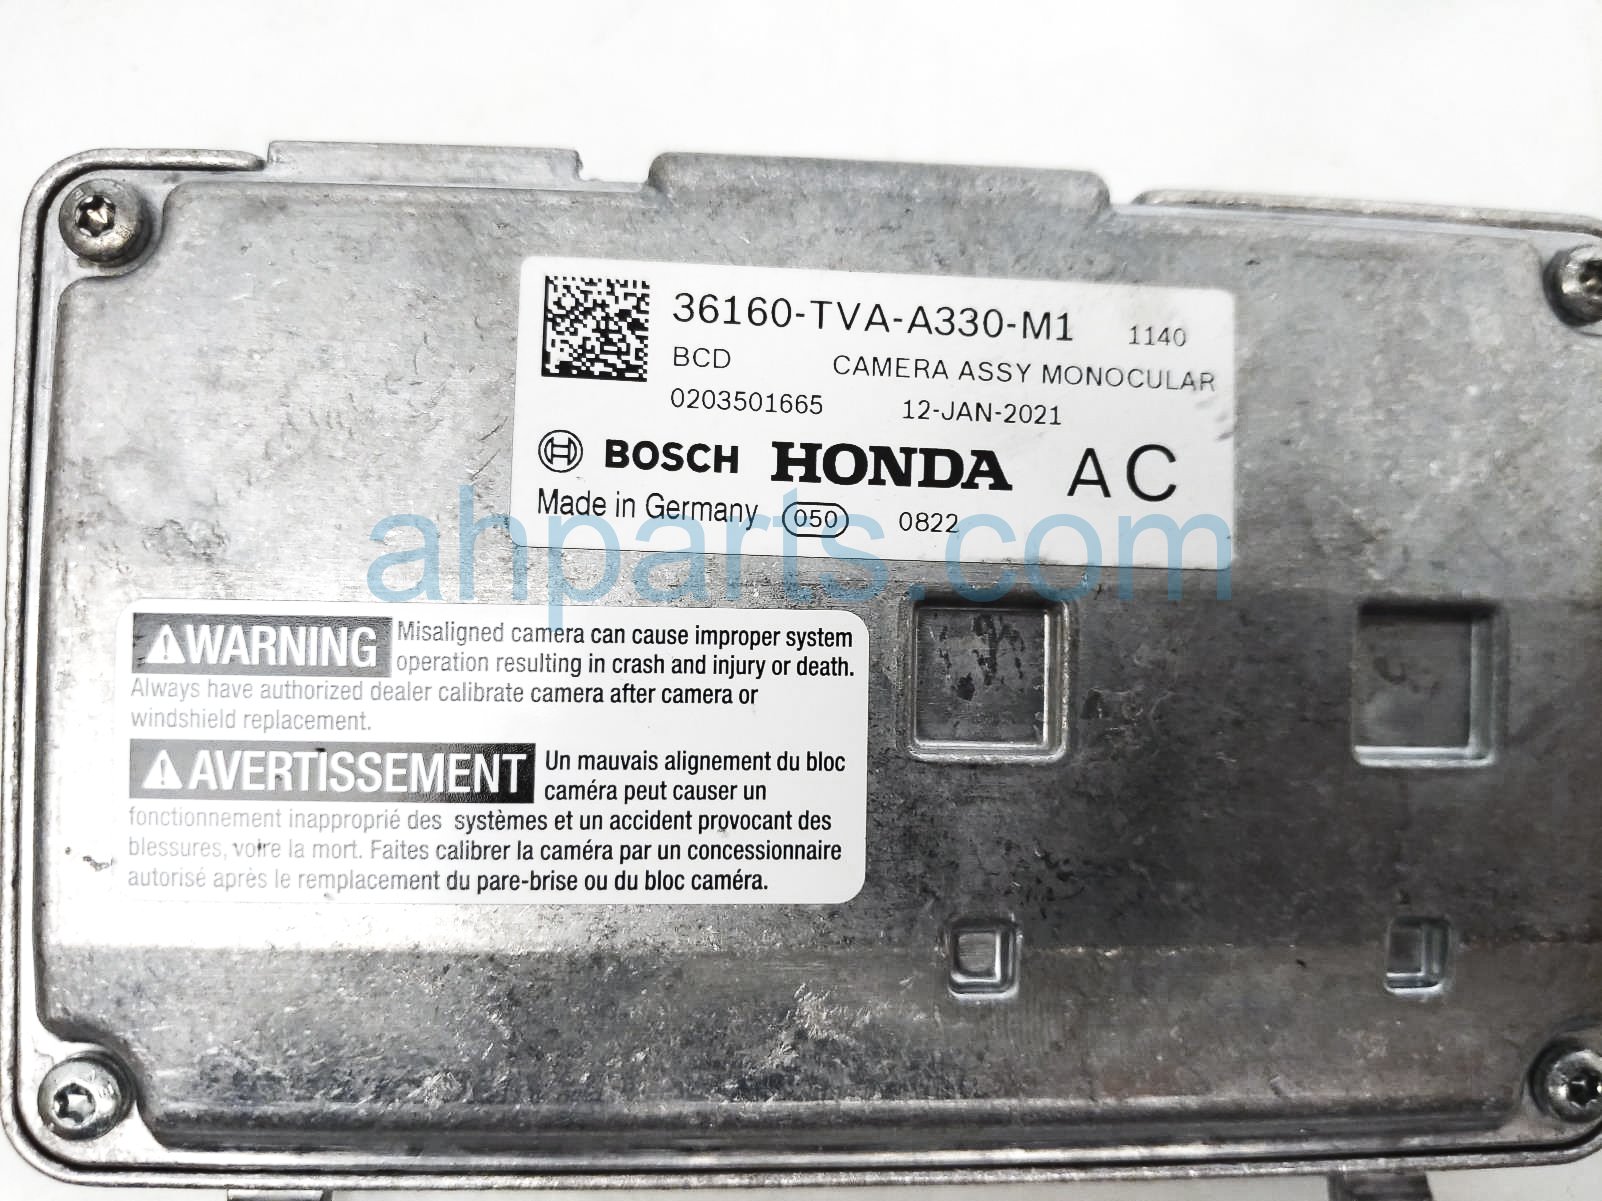 36160-TVA-A330-M1 1140
BCD CAMERA ASSY MONOCULAR
0203501665 12-JAN-2021
BOSCH HONDA AC
Made in Germany 050 0822
ahparts.com
WARNING Misaligned camera can cause improper system
operation resulting in crash and injury or death.
Always have authorized dealer calibrate camera after camera or
windshield replacement.
AVERTISSEMENT Un mauvais alignement du bloc
caméra peut causer un
fonctionnement inapproprié des systèmes et un accident provocant des
blessures, voire la mort. Faites calibrer la caméra par un concessionnaire
autorisé après le remplacement du pare-brise ou du bloc caméra.